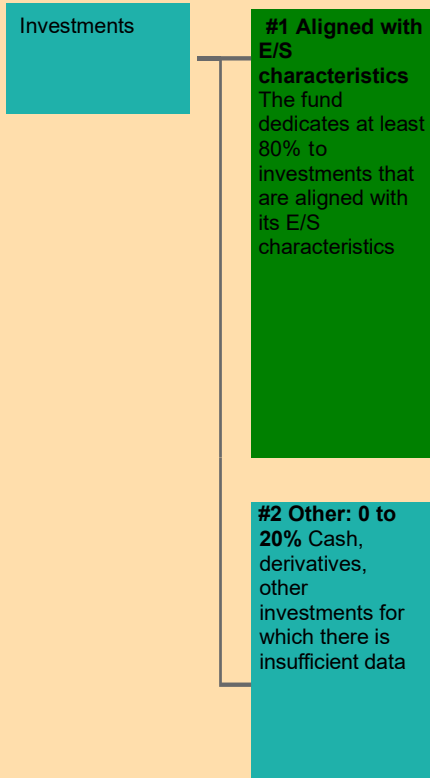 Investments
#1 Aligned with
E/S
characteristics
The fund
dedicates at least
80% to
investments that
are aligned with
its E/S
characteristics
#2 Other: 0 to
20% Cash,
derivatives,
other
investments for
which there is
insufficient data